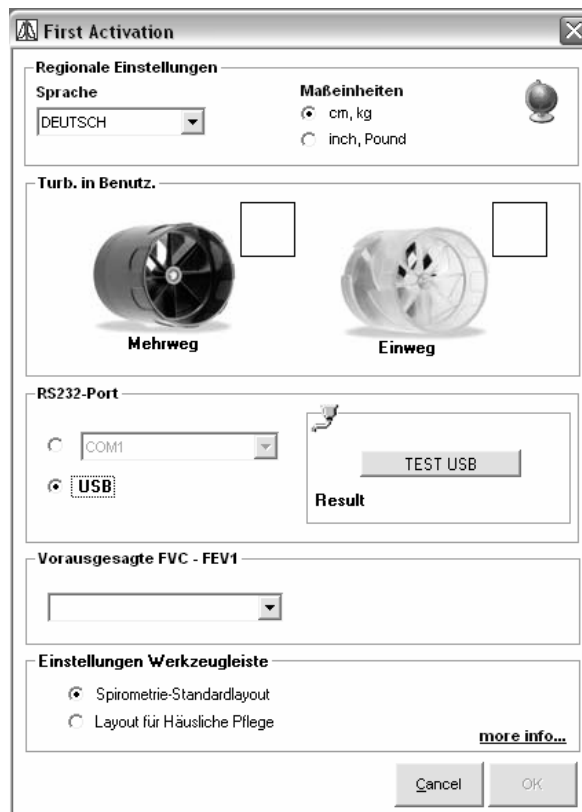 First Activation
Regionale Einstellungen
Sprache
DEUTSCH
Maßeinheiten
cm, kg
inch, Pound
Turb. in Benutz.
Mehrweg
Einweg
RS232-Port
COM1
USB
TEST USB
Result
Vorausgesagte FVC - FEV1
Einstellungen Werkzeugleiste
Spirometrie-Standardlayout
Layout für Häusliche Pflege
more info...
Cancel
OK